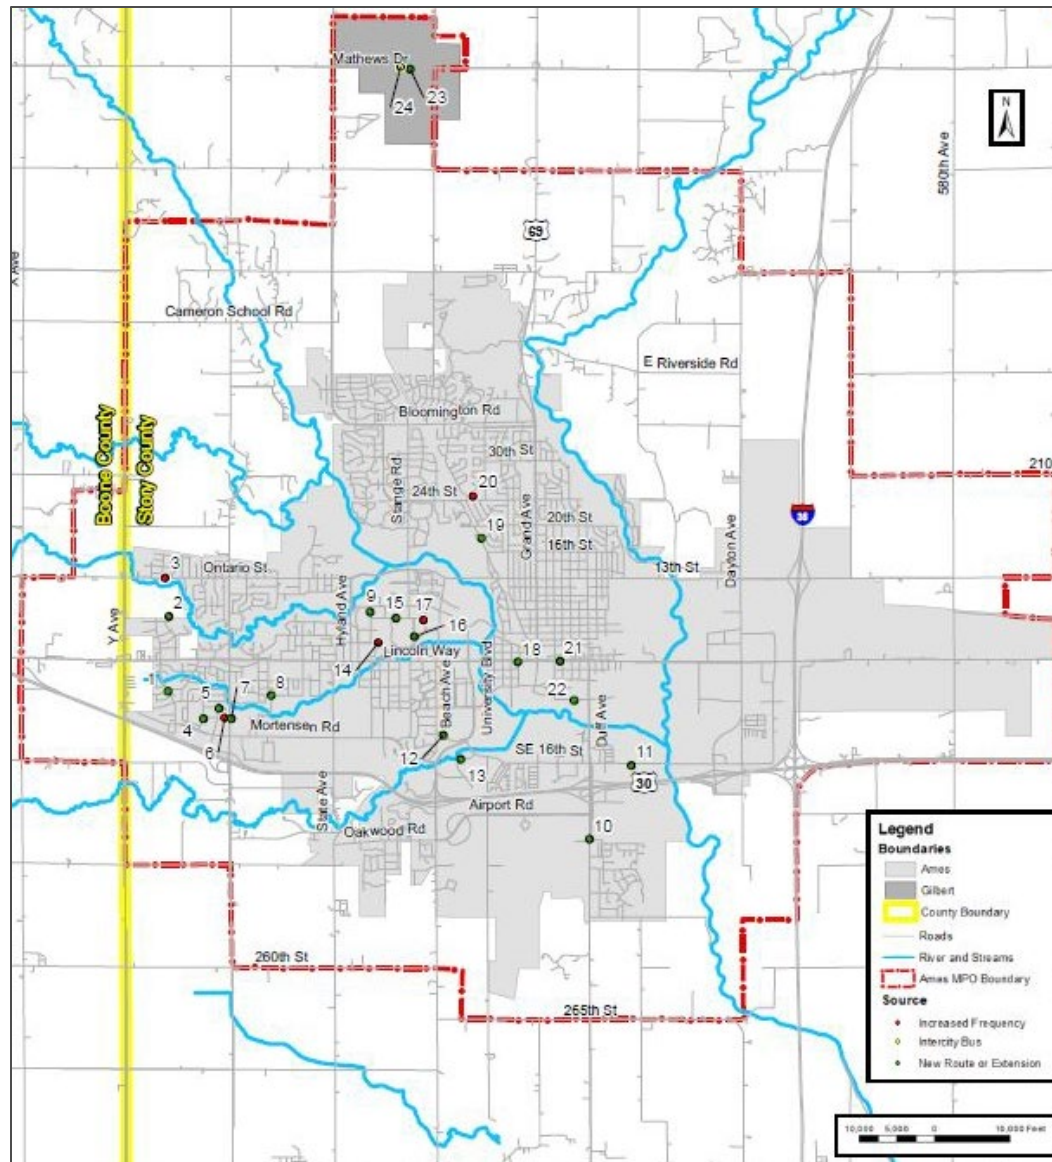 Mathews Dr
24
23
N
580th Ave
69
Cameron School Rd
E Riverside Rd
Boone County
Story County
Bloomington Rd
30th St
210
Stange Rd
24th St
20
Grand Ave
20th St
19
16th St
13th St
Dayton Ave
3
Ontario St
2
Y Ave
Hyland Ave
9
15
17
16
14
Lincoln Way
18
21
1
5
7
8
Beach Ave
University Blvd
22
Duff Ave
4
6
Mortensen Rd
12
13
SE 16th St
11
30
State Ave
Airport Rd
Oakwood Rd
10
260th St
265th St
Legend
Boundaries
Ames
Gilbert
County Boundary
Roads
River and Streams
Ames MPO Boundary
Source
Increased Frequency
Intercity Bus
New Route or Extension
10,000 5,000 0 10,000 Feet